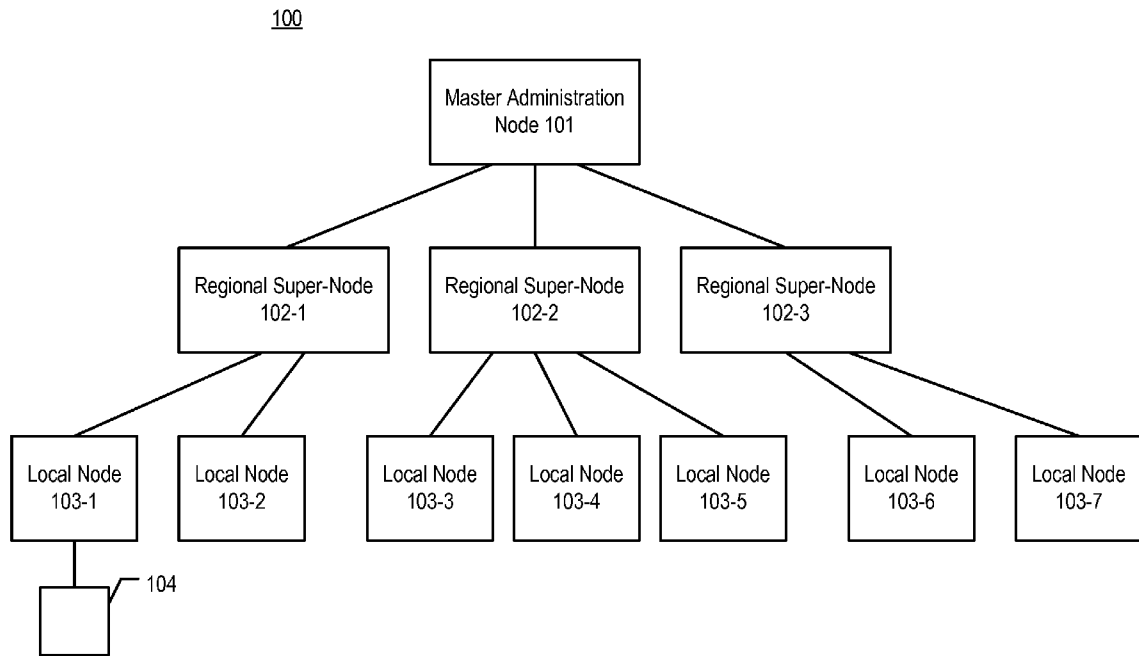 100
Master Administration
Node 101
Regional Super-Node
102-1
Regional Super-Node
102-2
Regional Super-Node
102-3
Local Node
103-1
Local Node
103-2
Local Node
103-3
Local Node
103-4
Local Node
103-5
Local Node
103-6
Local Node
103-7
104